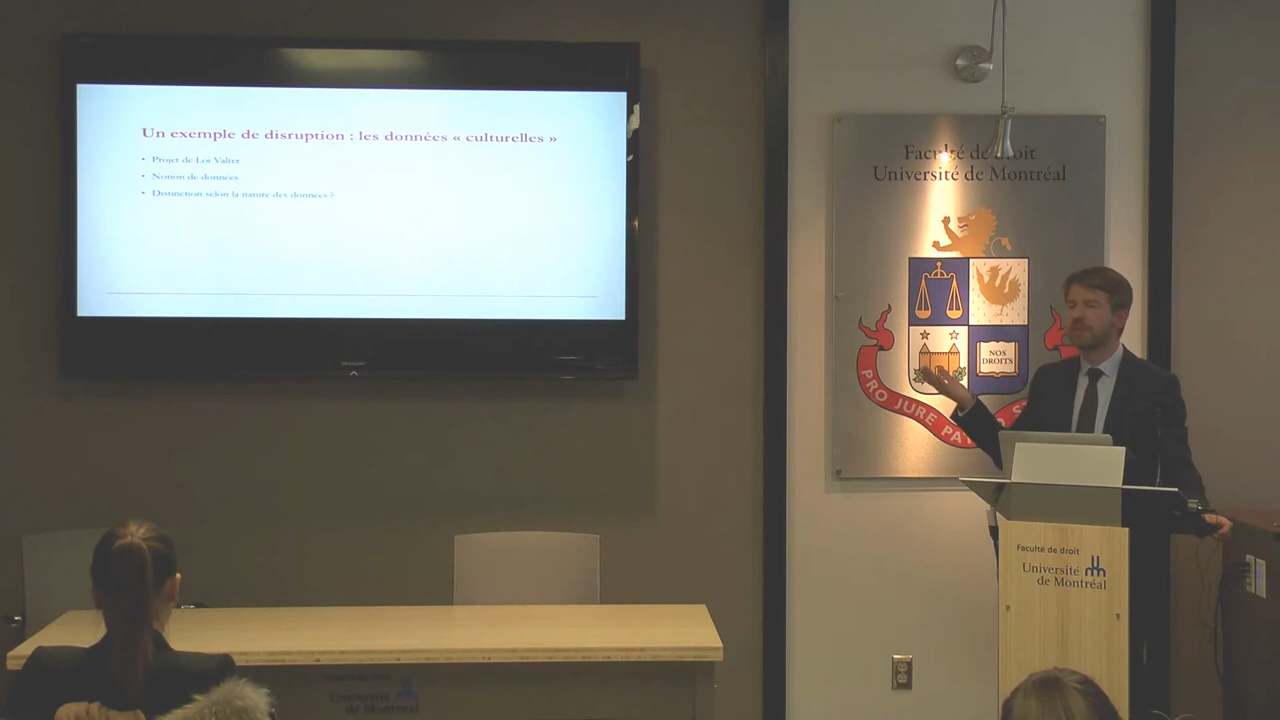 Un exemple de disruption : les données « culturelles »
• Projet de Loi Valter
• Notion de données
• Distinction selon la nature des données ?
SHARP
Faculté de droit
Université de Montréal
NOS
DROITS
PRO JURE
Faculté de droit
Université
de Montréal
Université
de Montréal